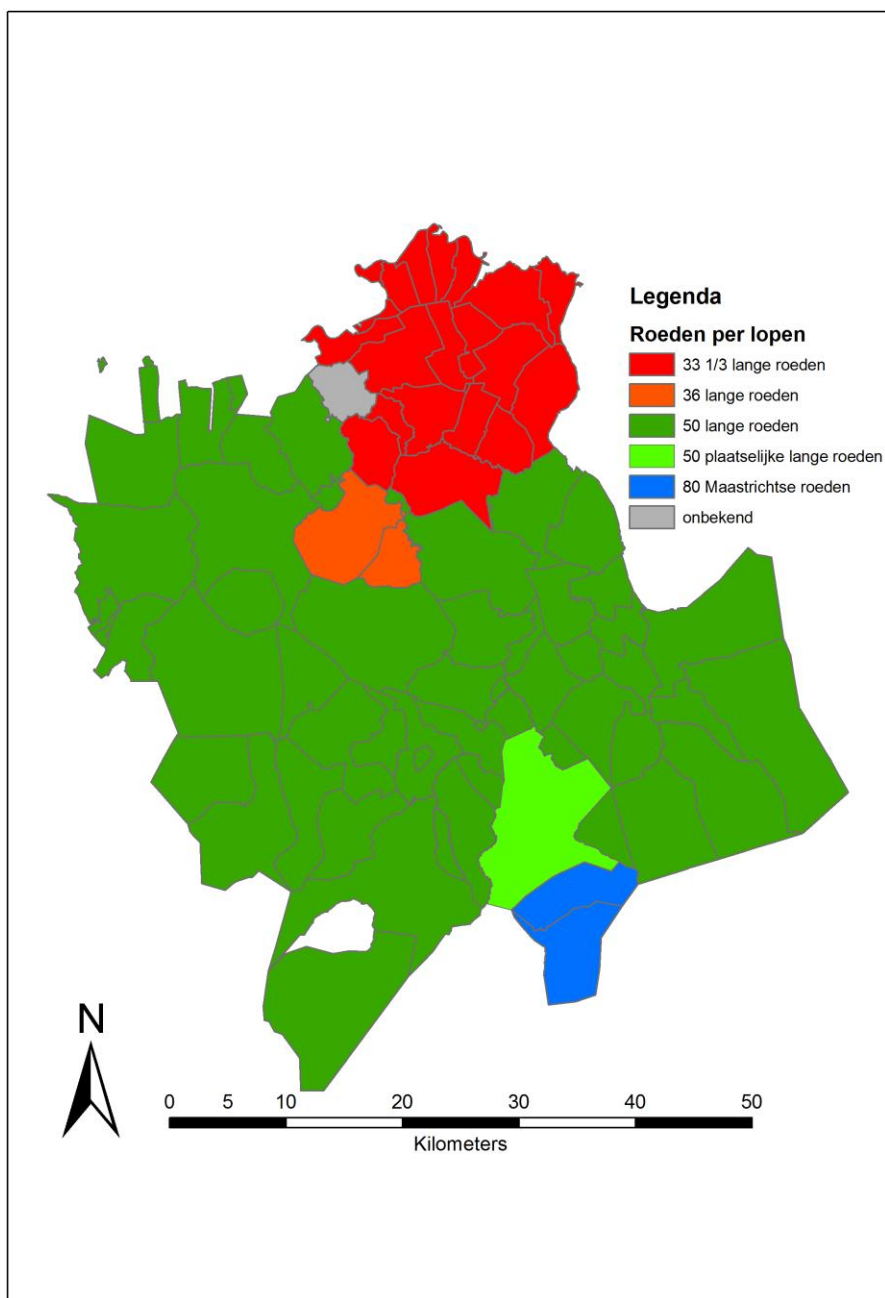 Legenda
Roeden per lopen
33 1/3 lange roeden
36 lange roeden
50 lange roeden
50 plaatselijke lange roeden
80 Maastrichtse roeden
onbekend
N
0 5 10 20 30 40 50
Kilometers